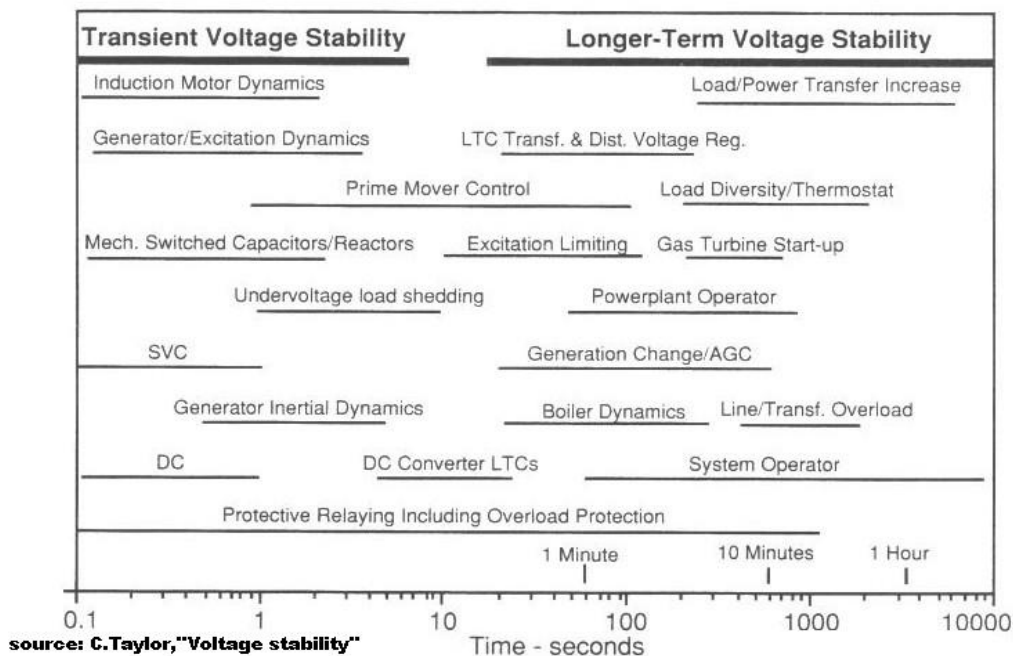 Transient Voltage Stability
Longer-Term Voltage Stability
Induction Motor Dynamics
Load/Power Transfer Increase
Generator/Excitation Dynamics
LTC Transf. & Dist. Voltage Reg.
Prime Mover Control
Load Diversity/Thermostat
Mech. Switched Capacitors/Reactors
Excitation Limiting
Gas Turbine Start-up
Undervoltage load shedding
Powerplant Operator
SVC
Generation Change/AGC
Generator Inertial Dynamics
Boiler Dynamics
Line/Transf. Overload
DC
DC Converter LTCs
System Operator
Protective Relaying Including Overload Protection
1 Minute
10 Minutes
1 Hour
0.1
1
10
100
1000
10000
source: C.Taylor,"Voltage stability"
Time - seconds